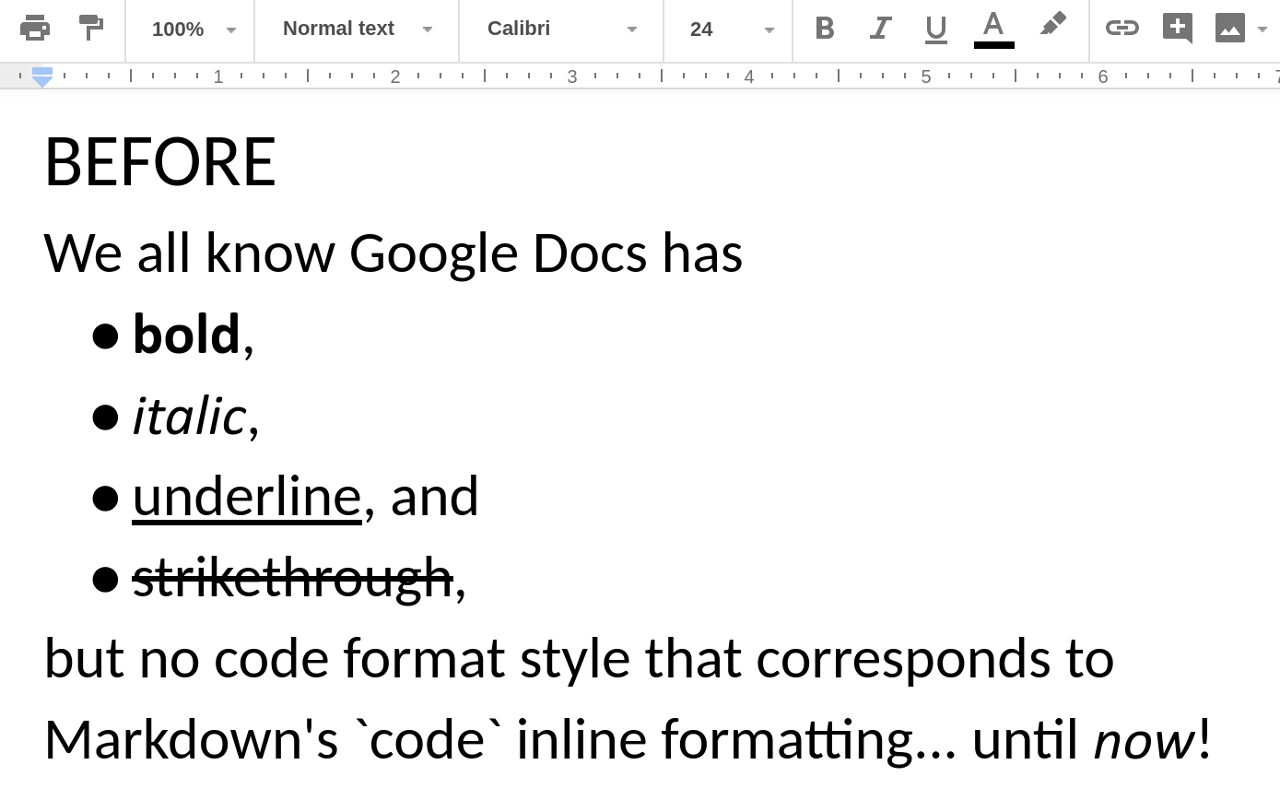 100% Normal text Calibri 24 B I U A
1 2 3 4 5 6 7
BEFORE
We all know Google Docs has
● bold,
● italic,
● underline, and
● strikethrough,
but no code format style that corresponds to
Markdown's `code` inline formatting... until now!